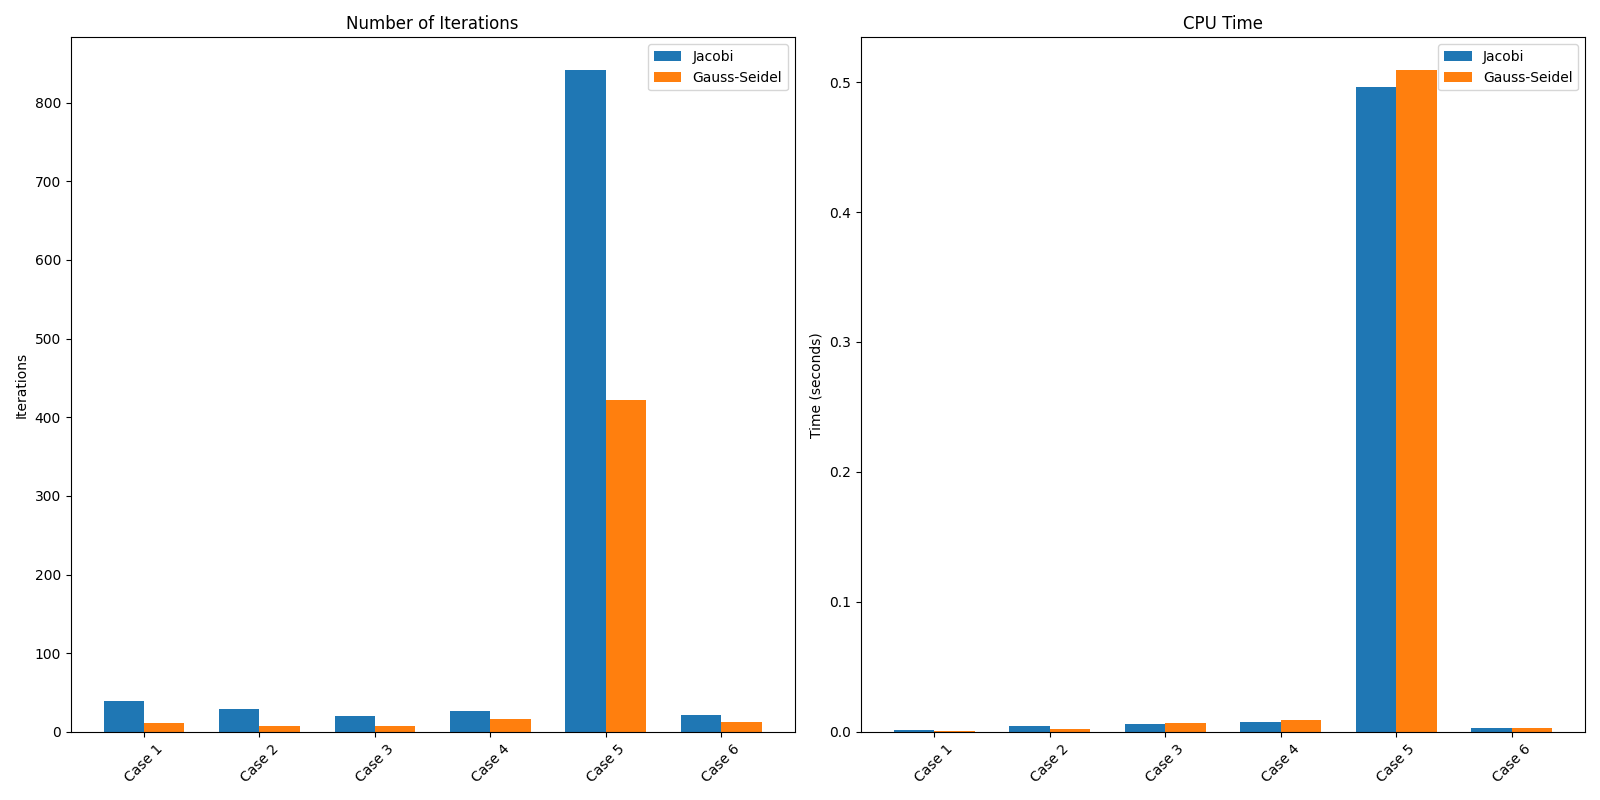 Number of Iterations
Jacobi
Gauss-Seidel
Iterations
800
700
600
500
400
300
200
100
0
Case 1
Case 2
Case 3
Case 4
Case 5
Case 6
CPU Time
Jacobi
Gauss-Seidel
Time (seconds)
0.5
0.4
0.3
0.2
0.1
0.0
Case 1
Case 2
Case 3
Case 4
Case 5
Case 6